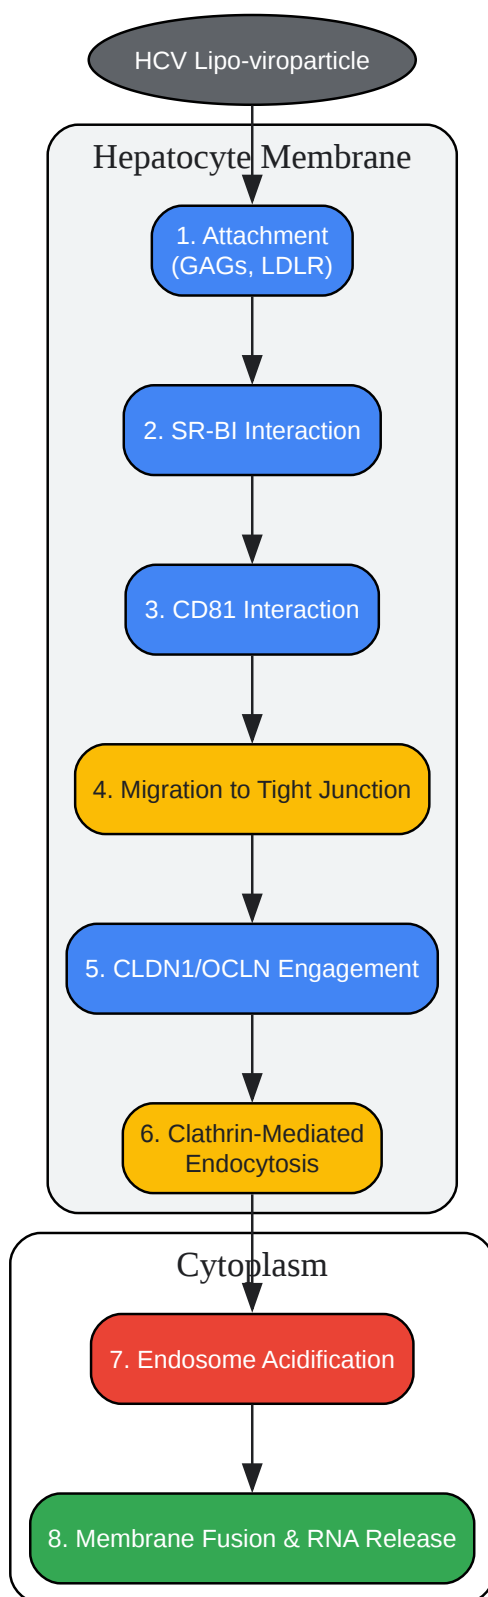 HCV Lipo-viroparticle
Hepatocyte Membrane
1. Attachment
(GAGs, LDLR)
2. SR-BI Interaction
3. CD81 Interaction
4. Migration to Tight Junction
5. CLDN1/OCLN Engagement
6. Clathrin-Mediated
Endocytosis
Cytoplasm
7. Endosome Acidification
8. Membrane Fusion & RNA Release